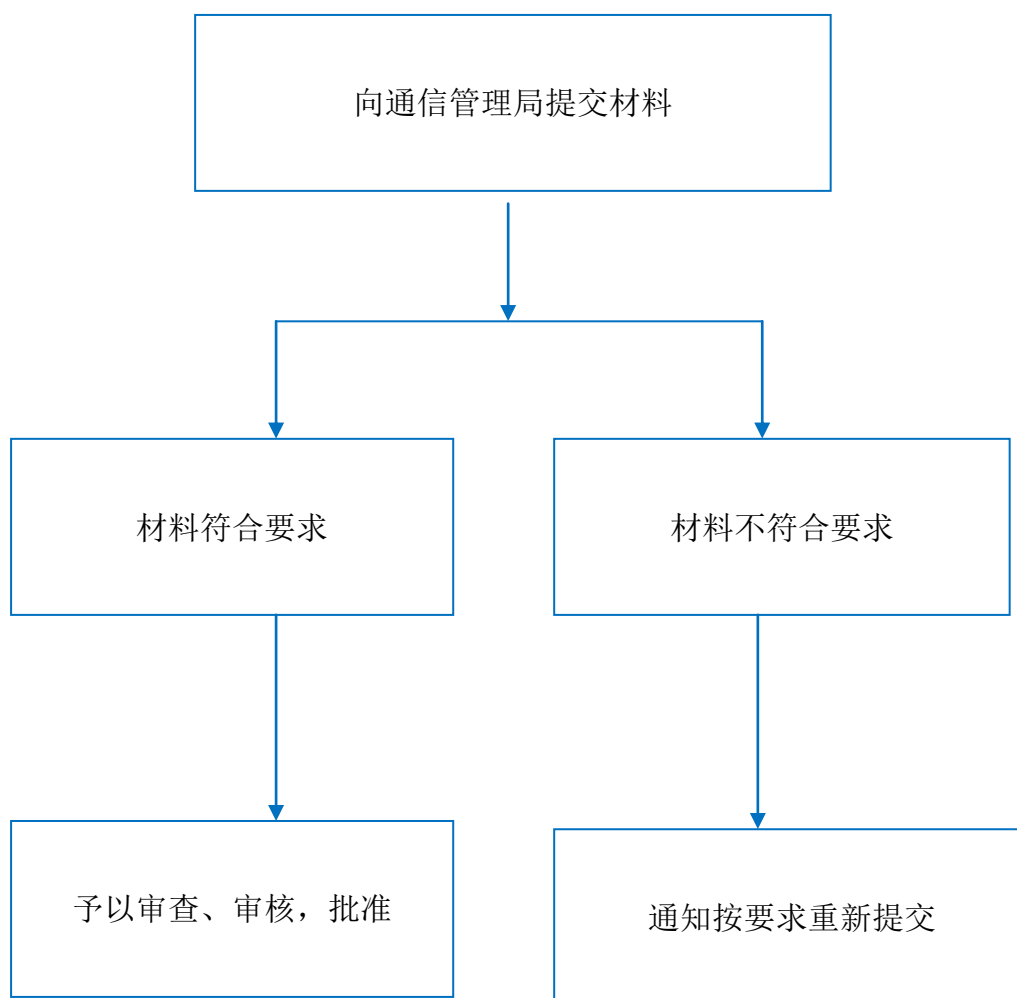 向通信管理局提交材料
材料符合要求
材料不符合要求
予以审查、审核，批准
通知按要求重新提交